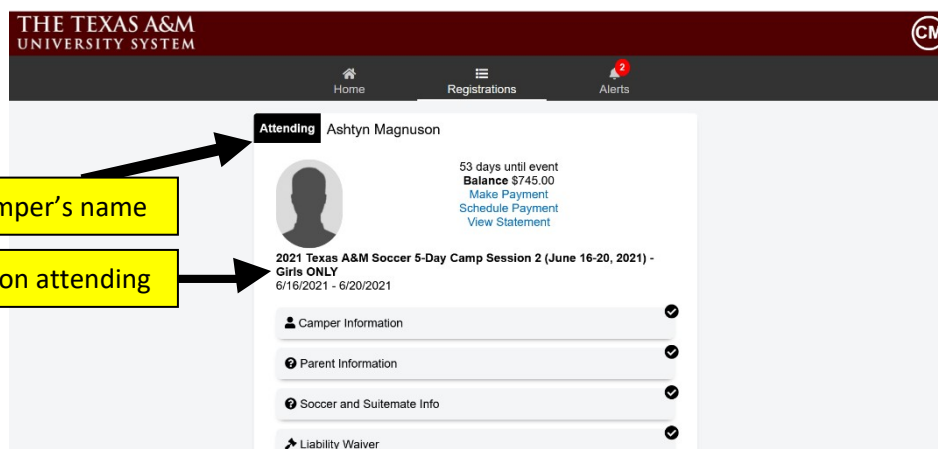 THE TEXAS A&M
UNIVERSITY SYSTEM
CM
Home
Registrations
2
Alerts
Attending Ashtyn Magnuson
53 days until event
Balance $745.00
Make Payment
Schedule Payment
View Statement
mper's name
on attending
2021 Texas A&M Soccer 5-Day Camp Session 2 (June 16-20, 2021) -
Girls ONLY
6/16/2021 - 6/20/2021
Camper Information
Parent Information
Soccer and Suitemate Info
Liability Waiver